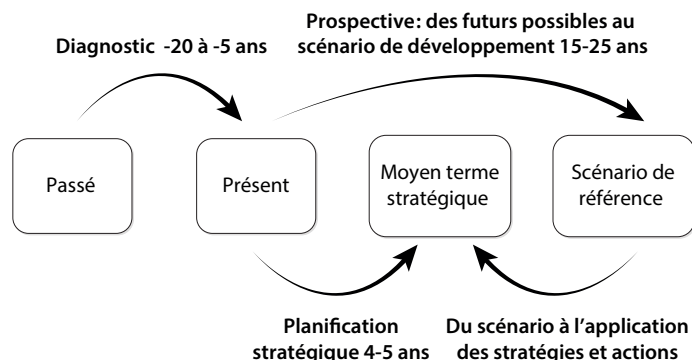 Prospective: des futurs possibles au
scénario de développement 15-25 ans
Diagnostic -20 à -5 ans
Passé
Présent
Moyen terme
stratégique
Scénario de
référence
Planification
stratégique 4-5 ans
Du scénario à l’application
des stratégies et actions